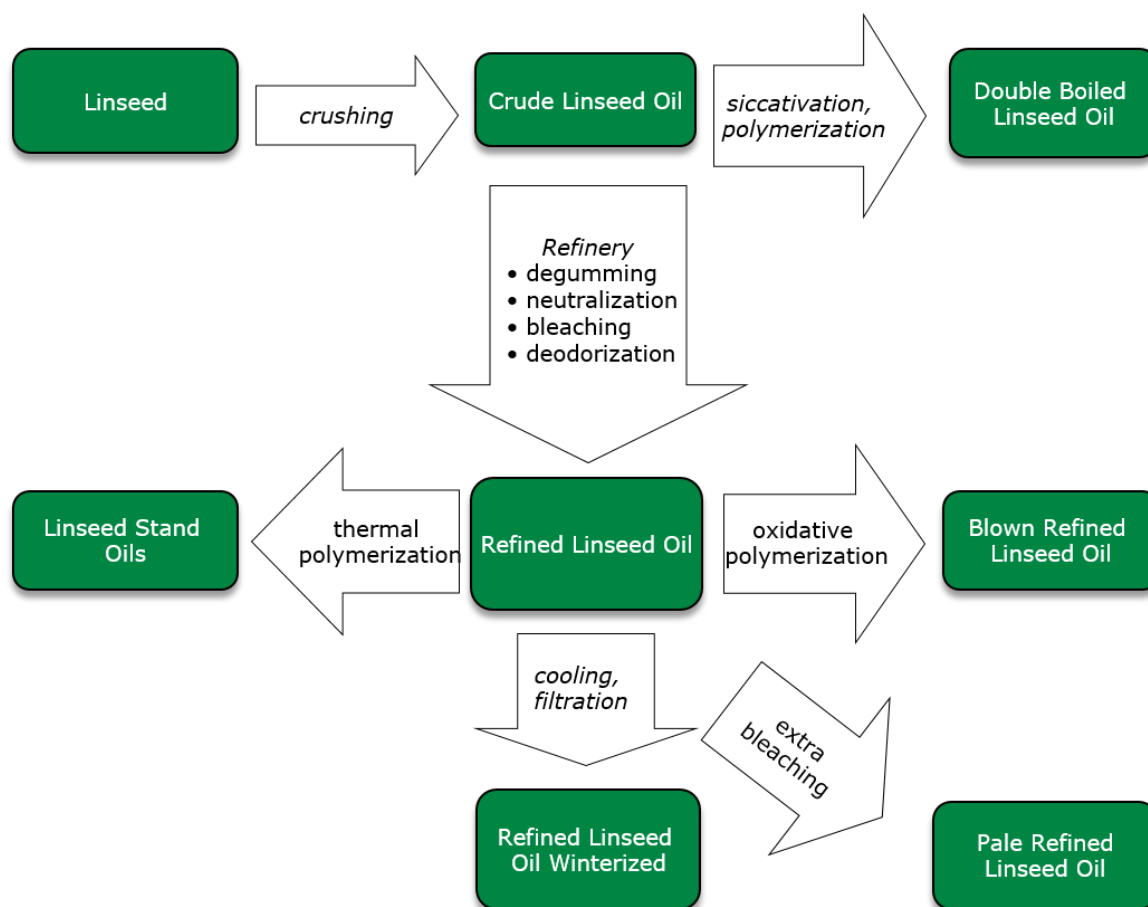 Linseed
crushing
Crude Linseed Oil
siccativation,
polymerization
Double Boiled
Linseed Oil
Refinery
• degumming
• neutralization
• bleaching
• deodorization
Linseed Stand
Oils
thermal
polymerization
Refined Linseed Oil
oxidative
polymerization
Blown Refined
Linseed Oil
cooling,
filtration
extra
bleaching
Refined Linseed
Oil Winterized
Pale Refined
Linseed Oil